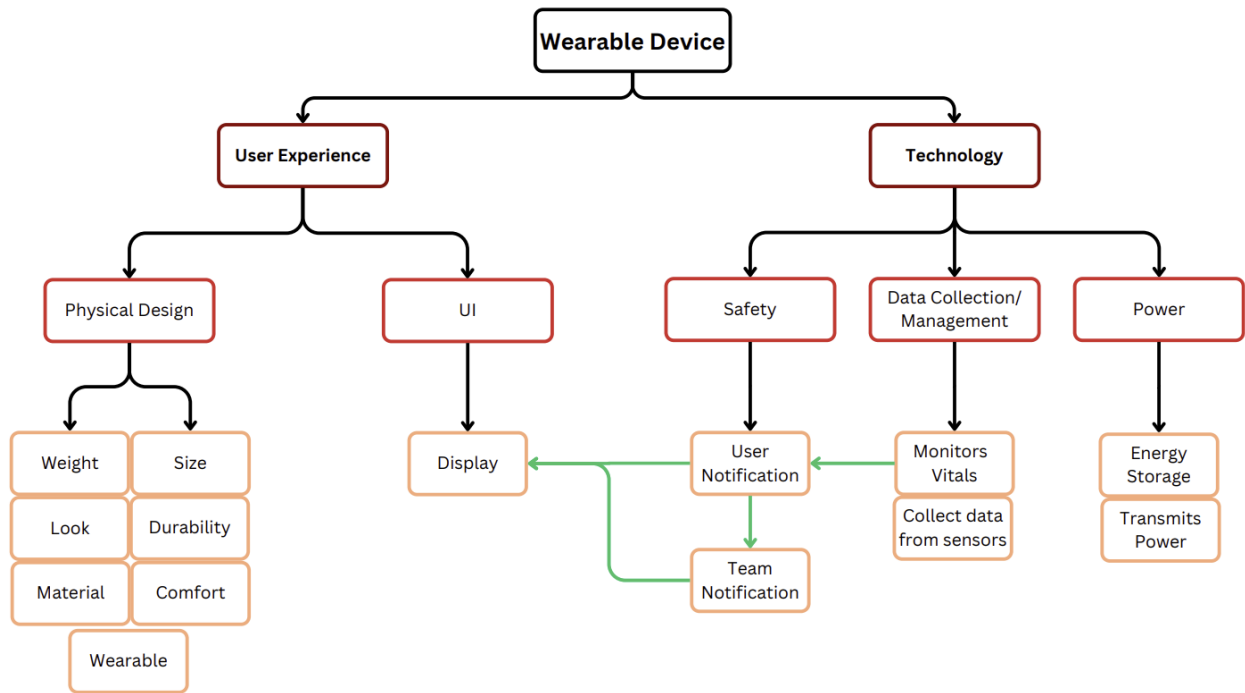 Wearable Device
User Experience
Technology
Physical Design
UI
Safety
Data Collection/
Management
Power
Weight
Size
Look
Durability
Material
Comfort
Wearable
Display
User
Notification
Team
Notification
Monitors
Vitals
Collect data
from sensors
Energy
Storage
Transmits
Power